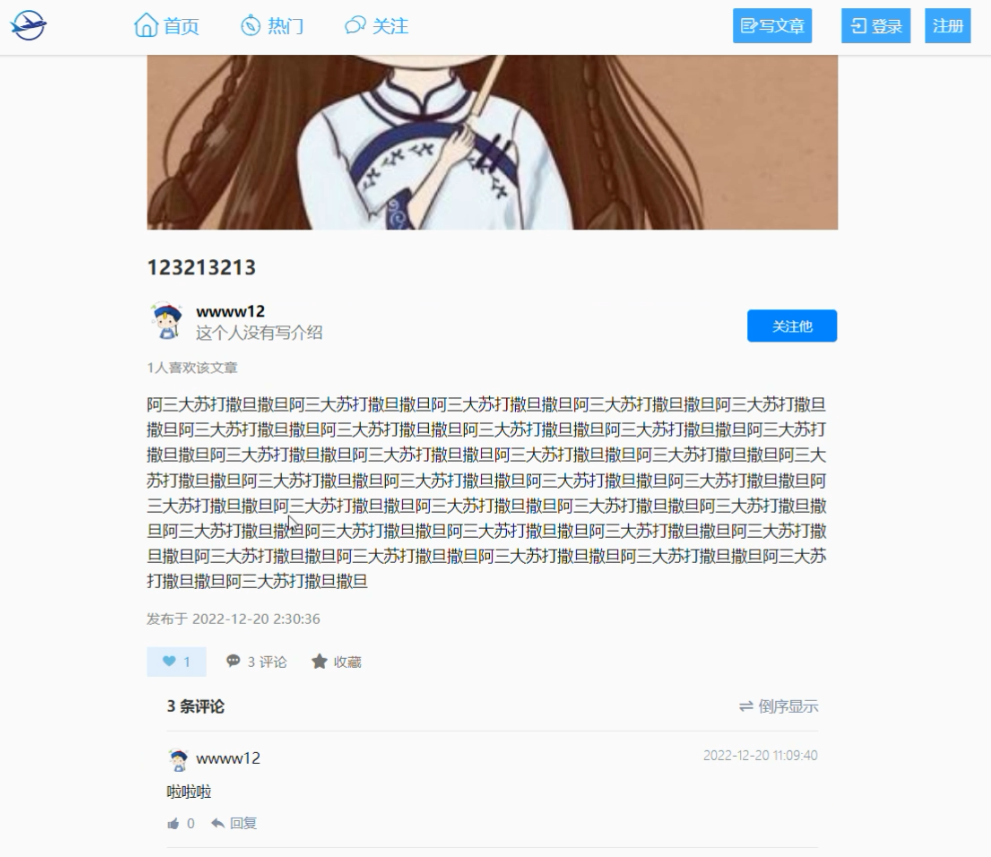 首页 热门 关注 写文章 登录 注册
123213213
wwww12
这个人没有写介绍
关注他
1人喜欢该文章
阿三大苏打撒旦撒旦阿三大苏打撒旦撒旦阿三大苏打撒旦撒旦阿三大苏打撒旦撒旦阿三大苏打撒旦
撒旦阿三大苏打撒旦撒旦阿三大苏打撒旦撒旦阿三大苏打撒旦撒旦阿三大苏打撒旦撒旦阿三大苏打
撒旦撒旦阿三大苏打撒旦撒旦阿三大苏打撒旦撒旦阿三大苏打撒旦撒旦阿三大苏打撒旦撒旦阿三大
苏打撒旦撒旦阿三大苏打撒旦撒旦阿三大苏打撒旦撒旦阿三大苏打撒旦撒旦阿三大苏打撒旦撒旦阿
三大苏打撒旦撒旦阿三大苏打撒旦撒旦阿三大苏打撒旦撒旦阿三大苏打撒旦撒旦阿三大苏打撒旦撒
旦阿三大苏打撒旦撒旦阿三大苏打撒旦撒旦阿三大苏打撒旦撒旦阿三大苏打撒旦撒旦阿三大苏打撒
旦撒旦阿三大苏打撒旦撒旦阿三大苏打撒旦撒旦阿三大苏打撒旦撒旦阿三大苏打撒旦撒旦阿三大苏
打撒旦撒旦阿三大苏打撒旦撒旦
发布于 2022-12-20 2:30:36
1 3 评论 收藏
3 条评论 倒序显示
wwww12 2022-12-20 11:09:40
啦啦啦
0 回复